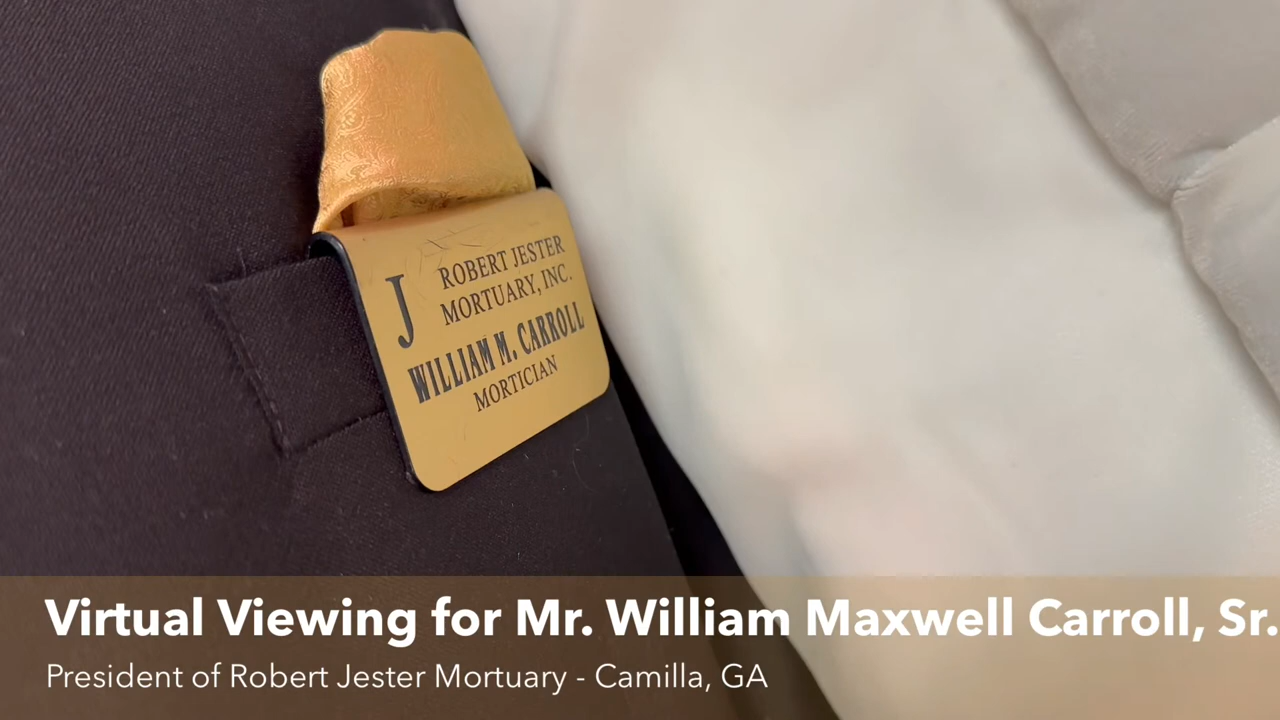 J
ROBERT JESTER
MORTUARY, INC.
WILLIAM M. CARROLL
MORTICIAN
Virtual Viewing for Mr. William Maxwell Carroll, Sr.
President of Robert Jester Mortuary - Camilla, GA